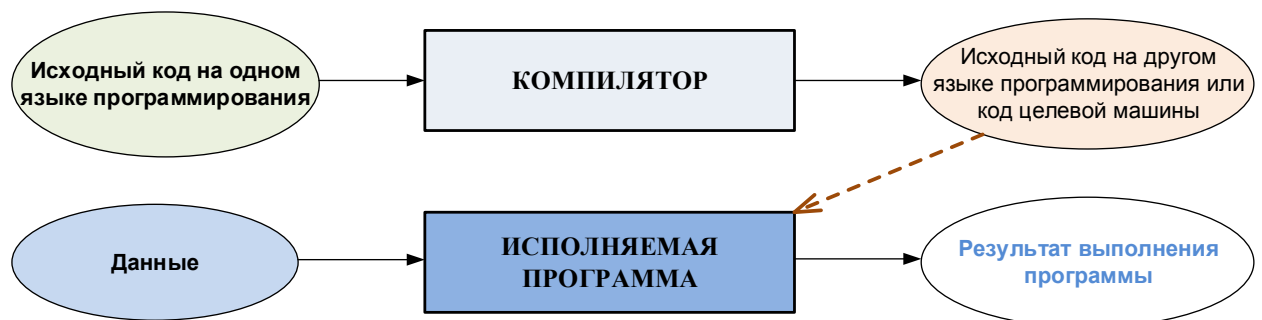 Исходный код на одном
языке программирования
КОМПИЛЯТОР
Исходный код на другом
языке программирования или
код целевой машины
Данные
ИСПОЛНЯЕМАЯ
ПРОГРАММА
Результат выполнения
программы